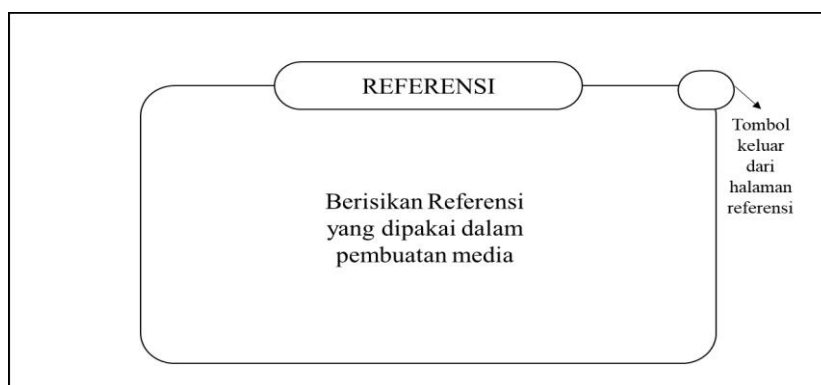 REFERENSI
Tombol
keluar
dari
halaman
referensi
Berisikan Referensi
yang dipakai dalam
pembuatan media